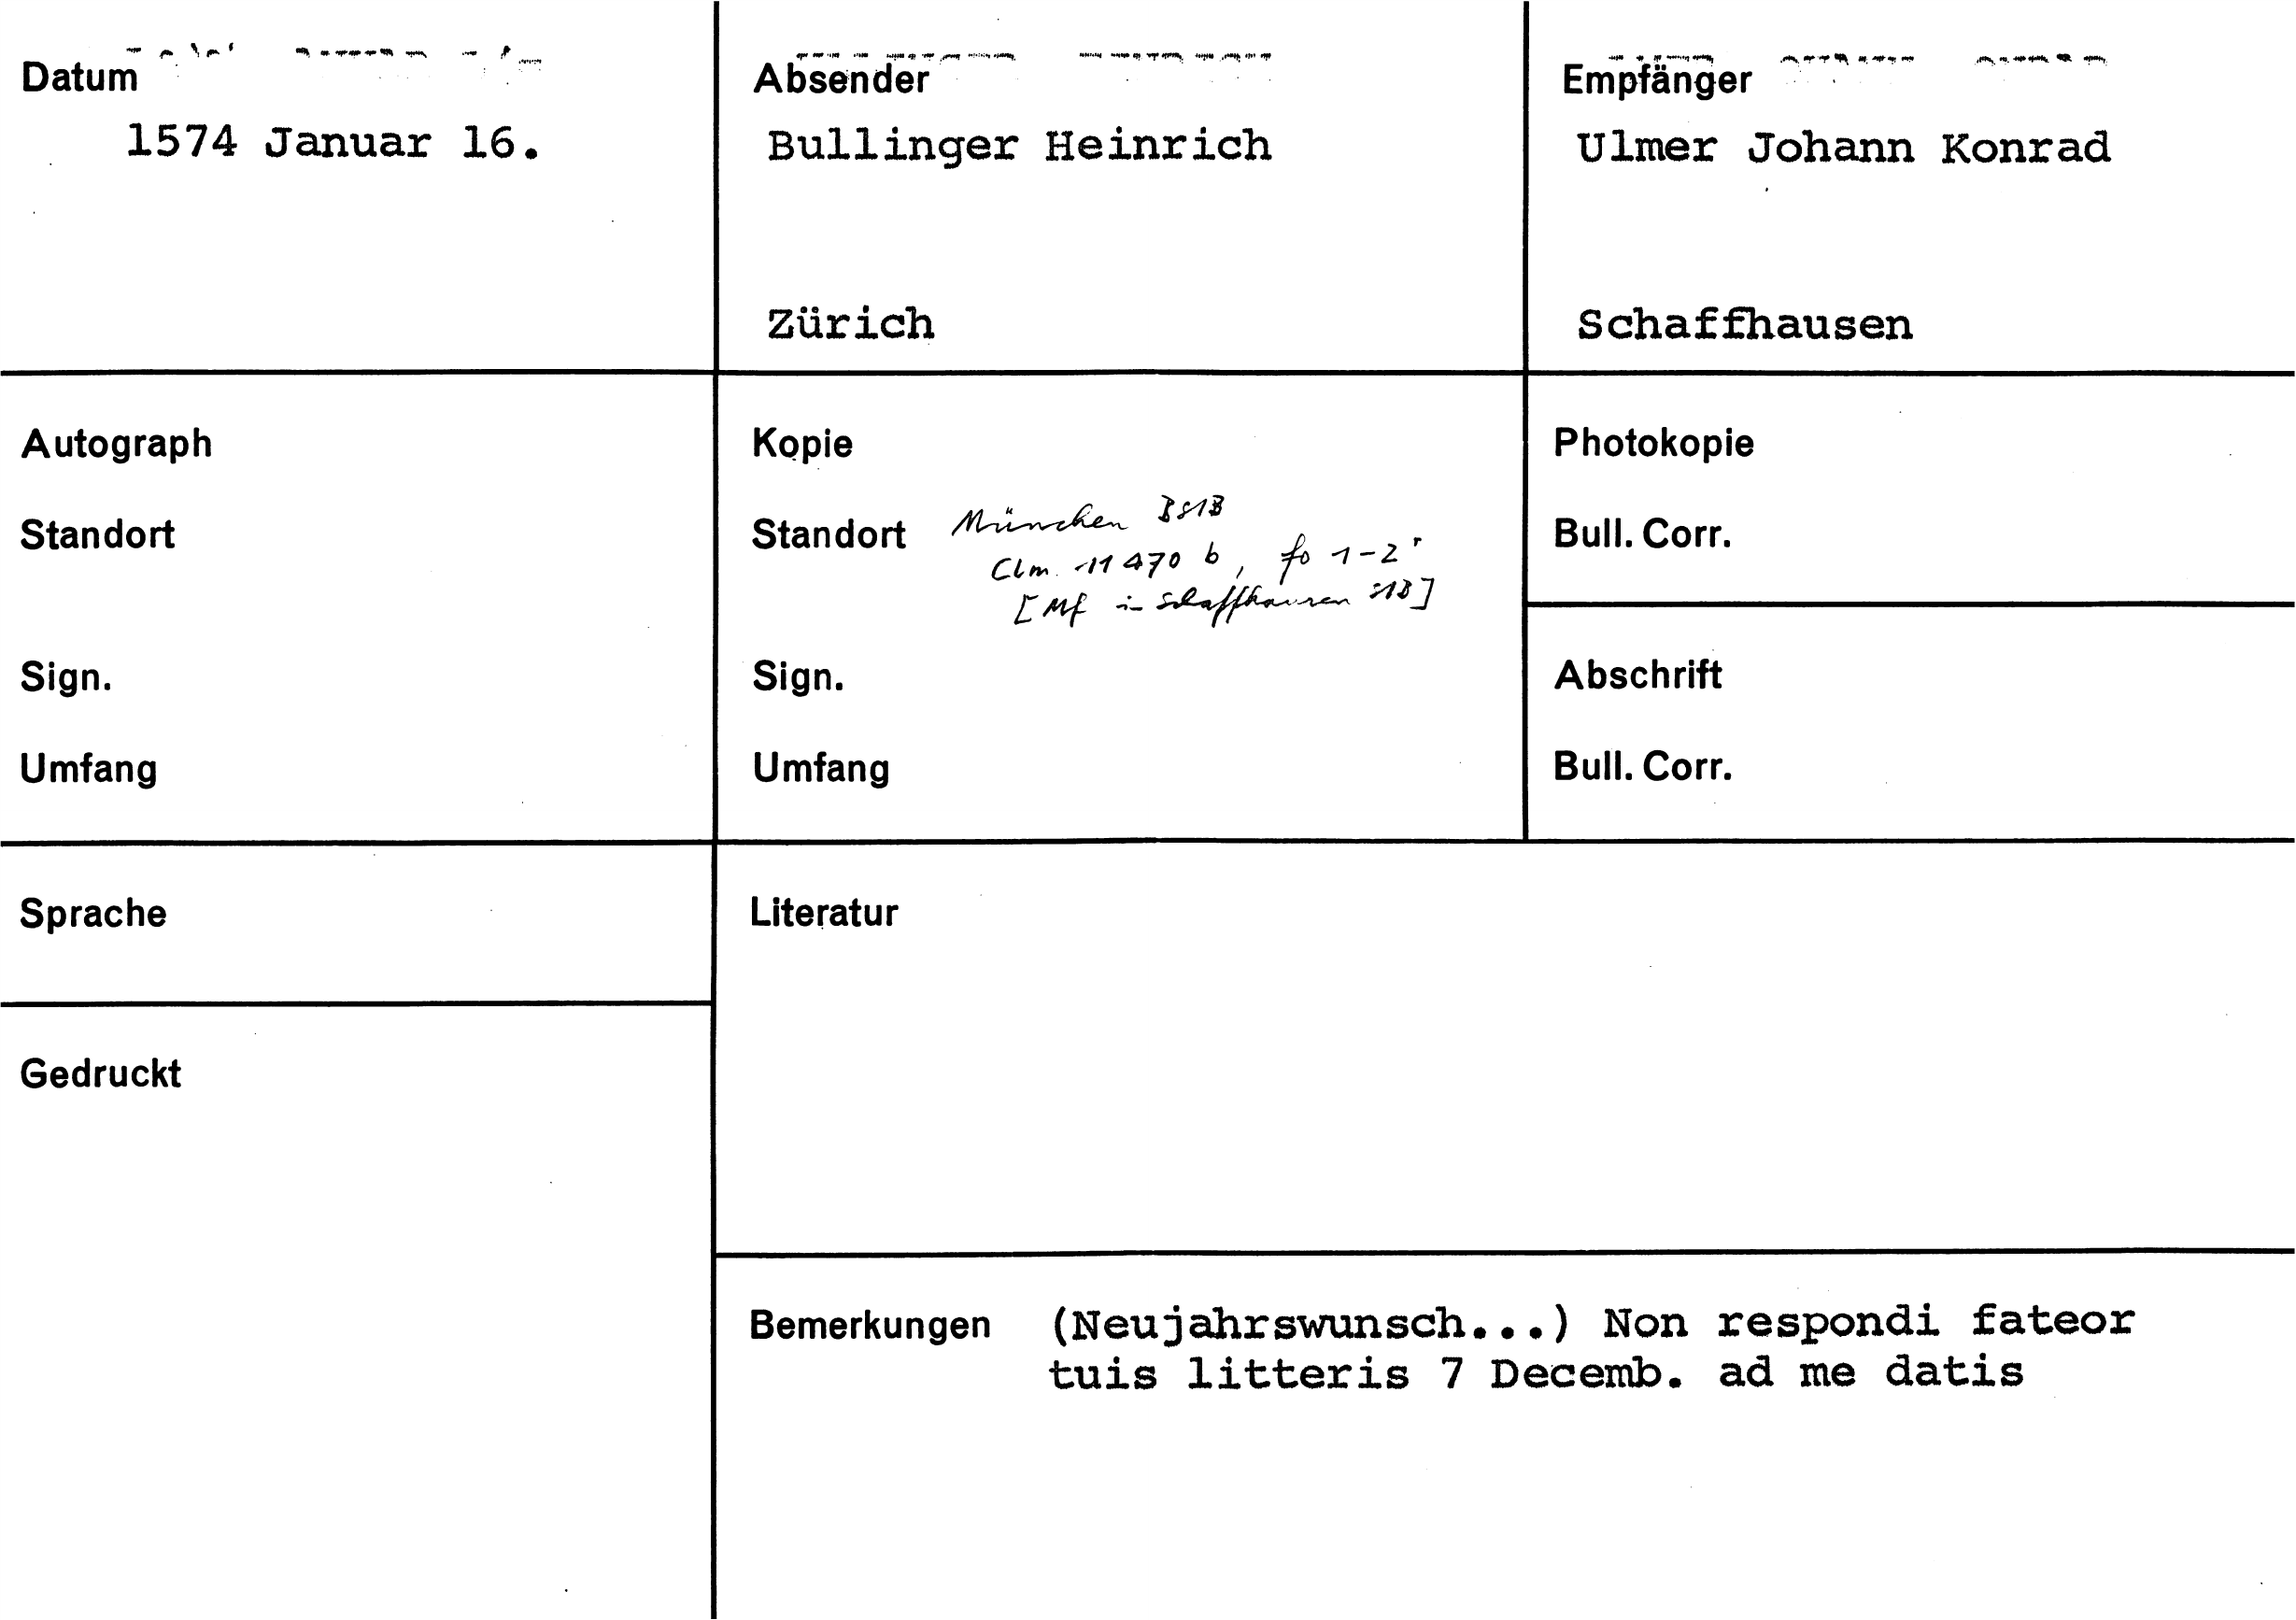 Datum
1574 Januar 16.
Absender
Bullinger Heinrich
Zürich
Empfänger
Ulmer Johann Konrad
Schaffhausen
Autograph
Standort
Sign.
Umfang
Kopie
Standort München BStB
Clm 11470 b, fo 1-2r
[Mf in Schaffhausen StB]
Sign.
Umfang
Photokopie
Bull. Corr.
Abschrift
Bull. Corr.
Sprache
Gedruckt
Literatur
Bemerkungen (Neujahrswunsch...) Non respondi fateor
tuis litteris 7 Decemb. ad me datis